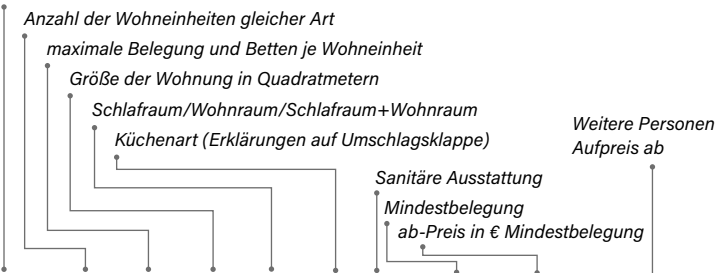 Anzahl der Wohneinheiten gleicher Art
maximale Belegung und Betten je Wohneinheit
Größe der Wohnung in Quadratmetern
Schlafraum/Wohnraum/Schlafraum+Wohnraum
Küchenart (Erklärungen auf Umschlagsklappe)
Weitere Personen
Aufpreis ab
Sanitäre Ausstattung
Mindestbelegung
ab-Preis in € Mindestbelegung